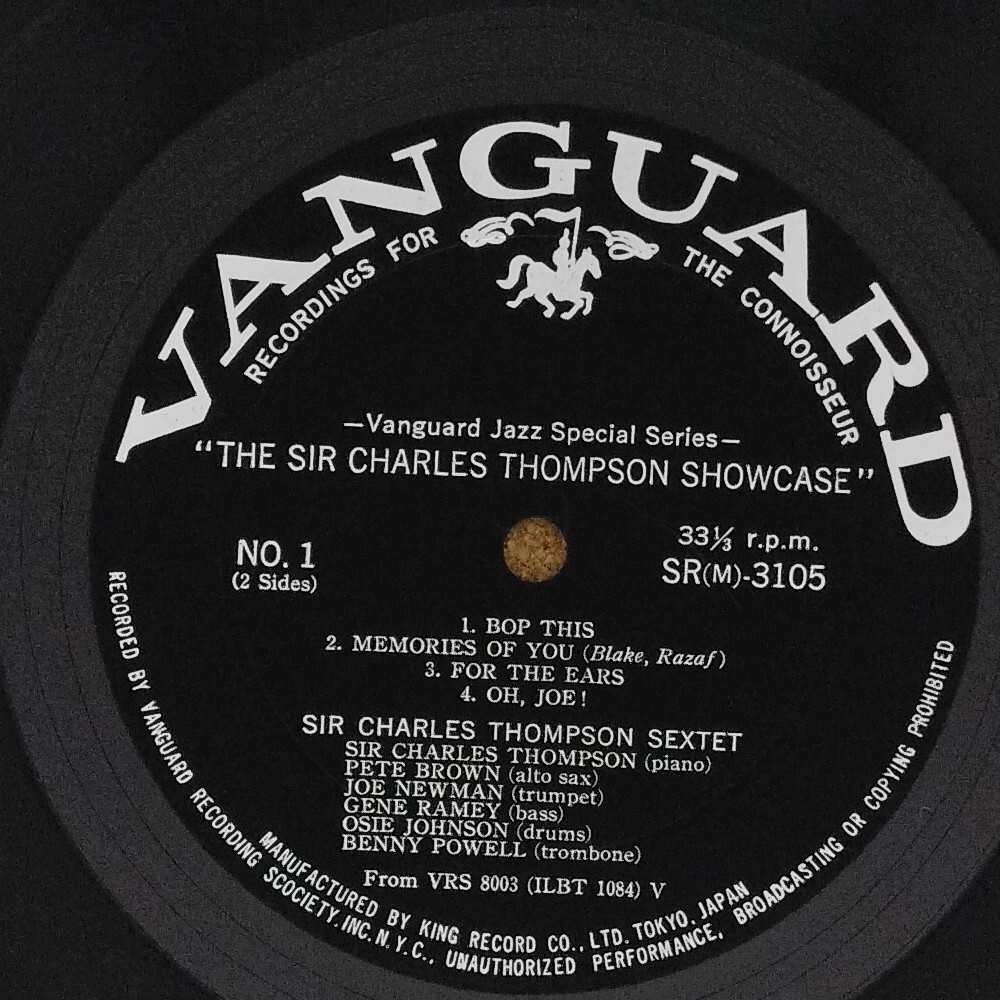 VANGUARD
RECORDINGS FOR THE CONNOISSEUR
—Vanguard Jazz Special Series—
"THE SIR CHARLES THOMPSON SHOWCASE"
NO. 1
(2 Sides)
33⅓ r.p.m.
SR(M)-3105
1. BOP THIS
2. MEMORIES OF YOU (Blake, Razaf)
3. FOR THE EARS
4. OH, JOE!
SIR CHARLES THOMPSON SEXTET
SIR CHARLES THOMPSON (piano)
PETE BROWN (alto sax)
JOE NEWMAN (trumpet)
GENE RAMEY (bass)
OSIE JOHNSON (drums)
BENNY POWELL (trombone)
From VRS 8003 (ILBT 1084) V
MANUFACTURED BY KING RECORD CO., LTD. TOKYO, JAPAN
RECORDED BY VANGUARD RECORDING SCOCIETY, INC. N.Y.C., UNAUTHORIZED PERFORMANCE, BROADCASTING OR COPYING PROHIBITED